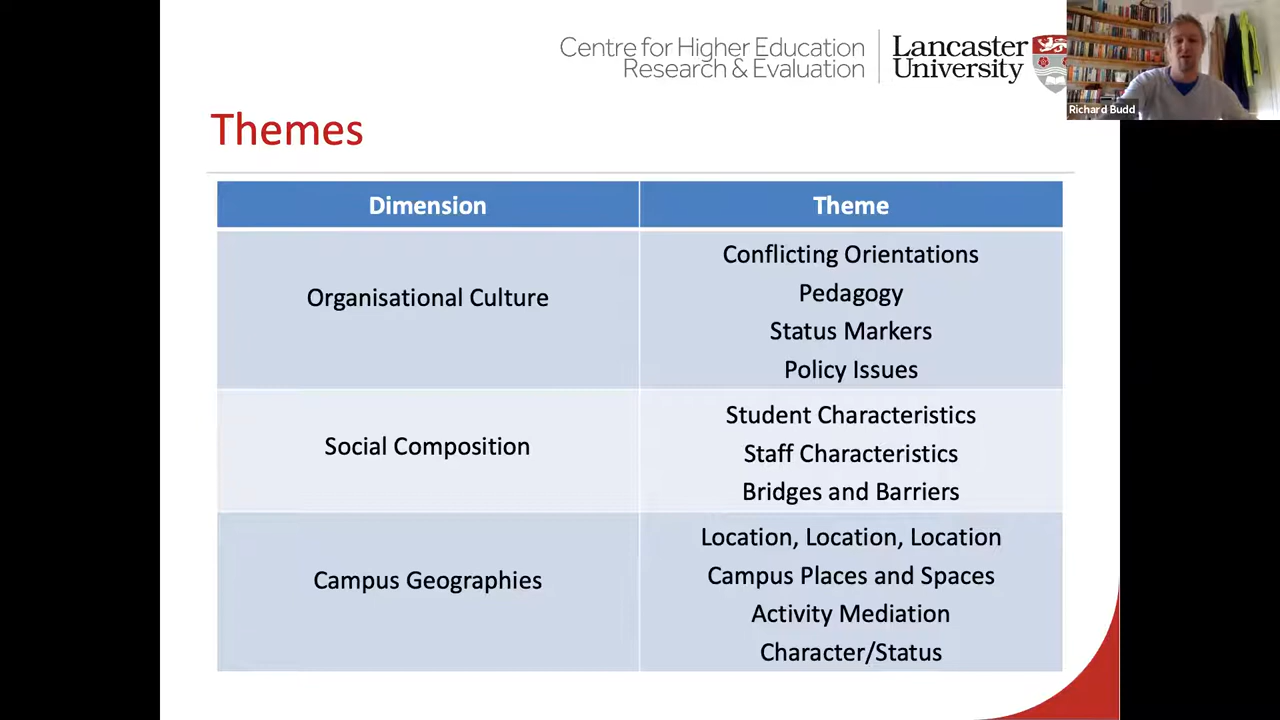 Centre for Higher Education
Research & Evaluation
Lancaster
University
Richard Budd
Themes
Dimension
Theme
Organisational Culture
Conflicting Orientations
Pedagogy
Status Markers
Policy Issues
Social Composition
Student Characteristics
Staff Characteristics
Bridges and Barriers
Campus Geographies
Location, Location, Location
Campus Places and Spaces
Activity Mediation
Character/Status